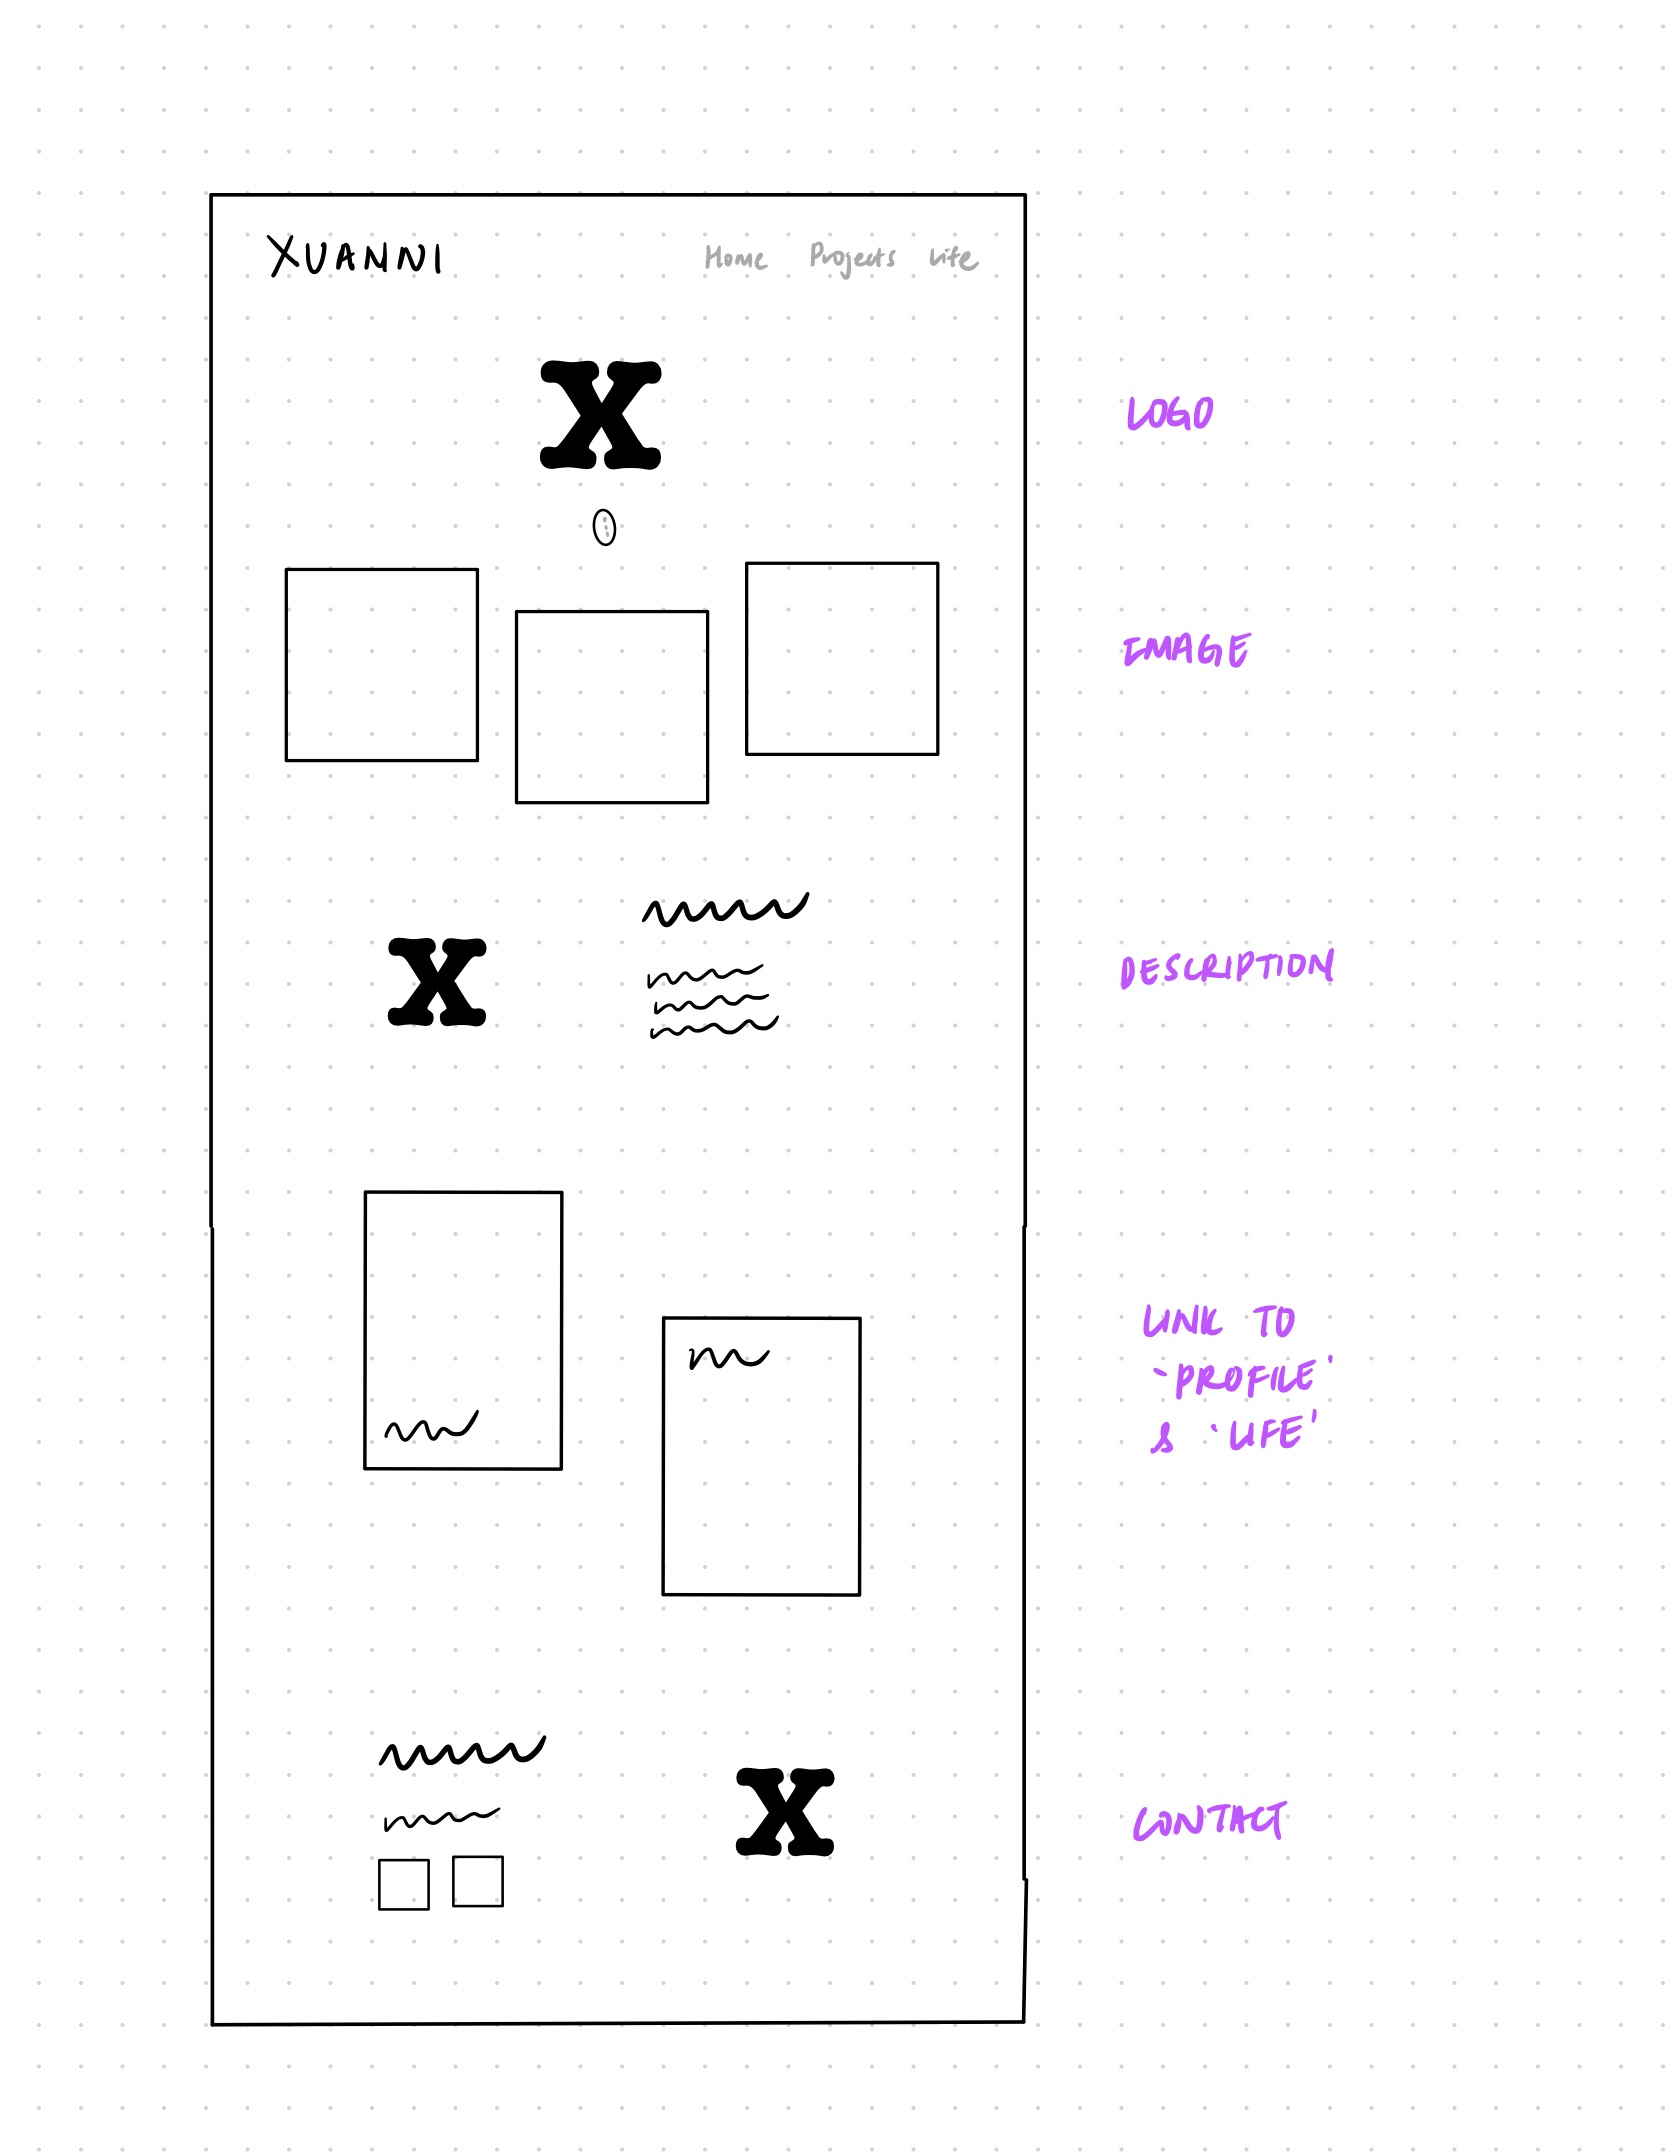 XUANNI
Home Projects Life
X
LOGO
IMAGE
X
DESCRIPTION
LINK TO
`PROFILE'
& 'LIFE'
X
CONTACT